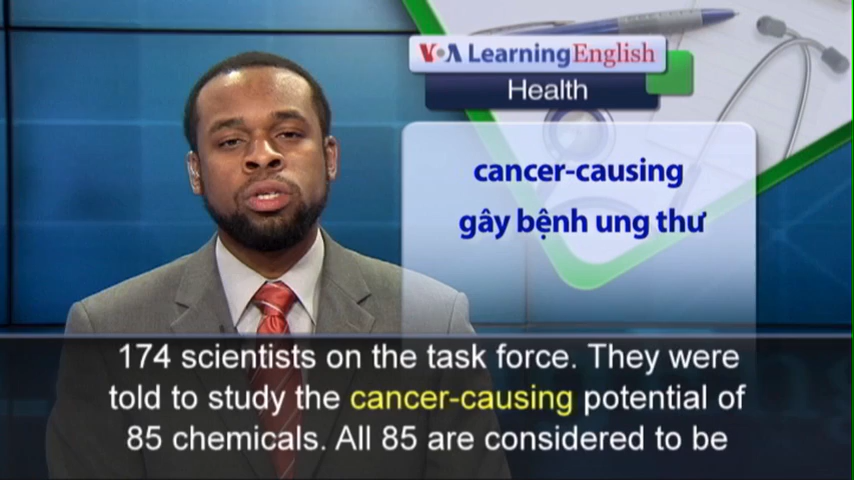 VOA Learning English
Health
cancer-causing
gây bệnh ung thư
174 scientists on the task force. They were
told to study the cancer-causing potential of
85 chemicals. All 85 are considered to be